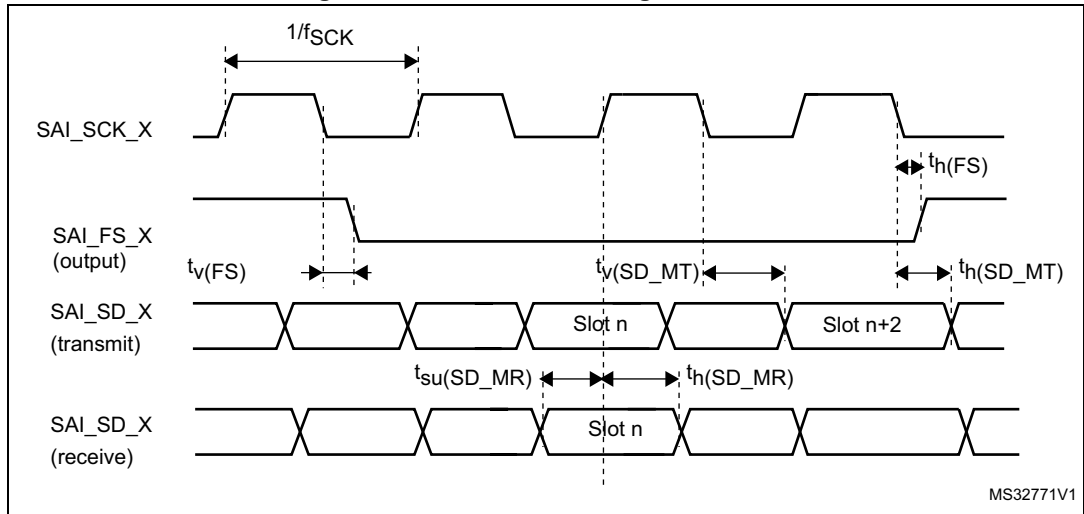 1/fSCK
SAI_SCK_X
th(FS)
SAI_FS_X
(output)
tv(FS)
tv(SD_MT)
th(SD_MT)
SAI_SD_X
(transmit)
Slot n
Slot n+2
tsu(SD_MR)
th(SD_MR)
SAI_SD_X
(receive)
Slot n
MS32771V1